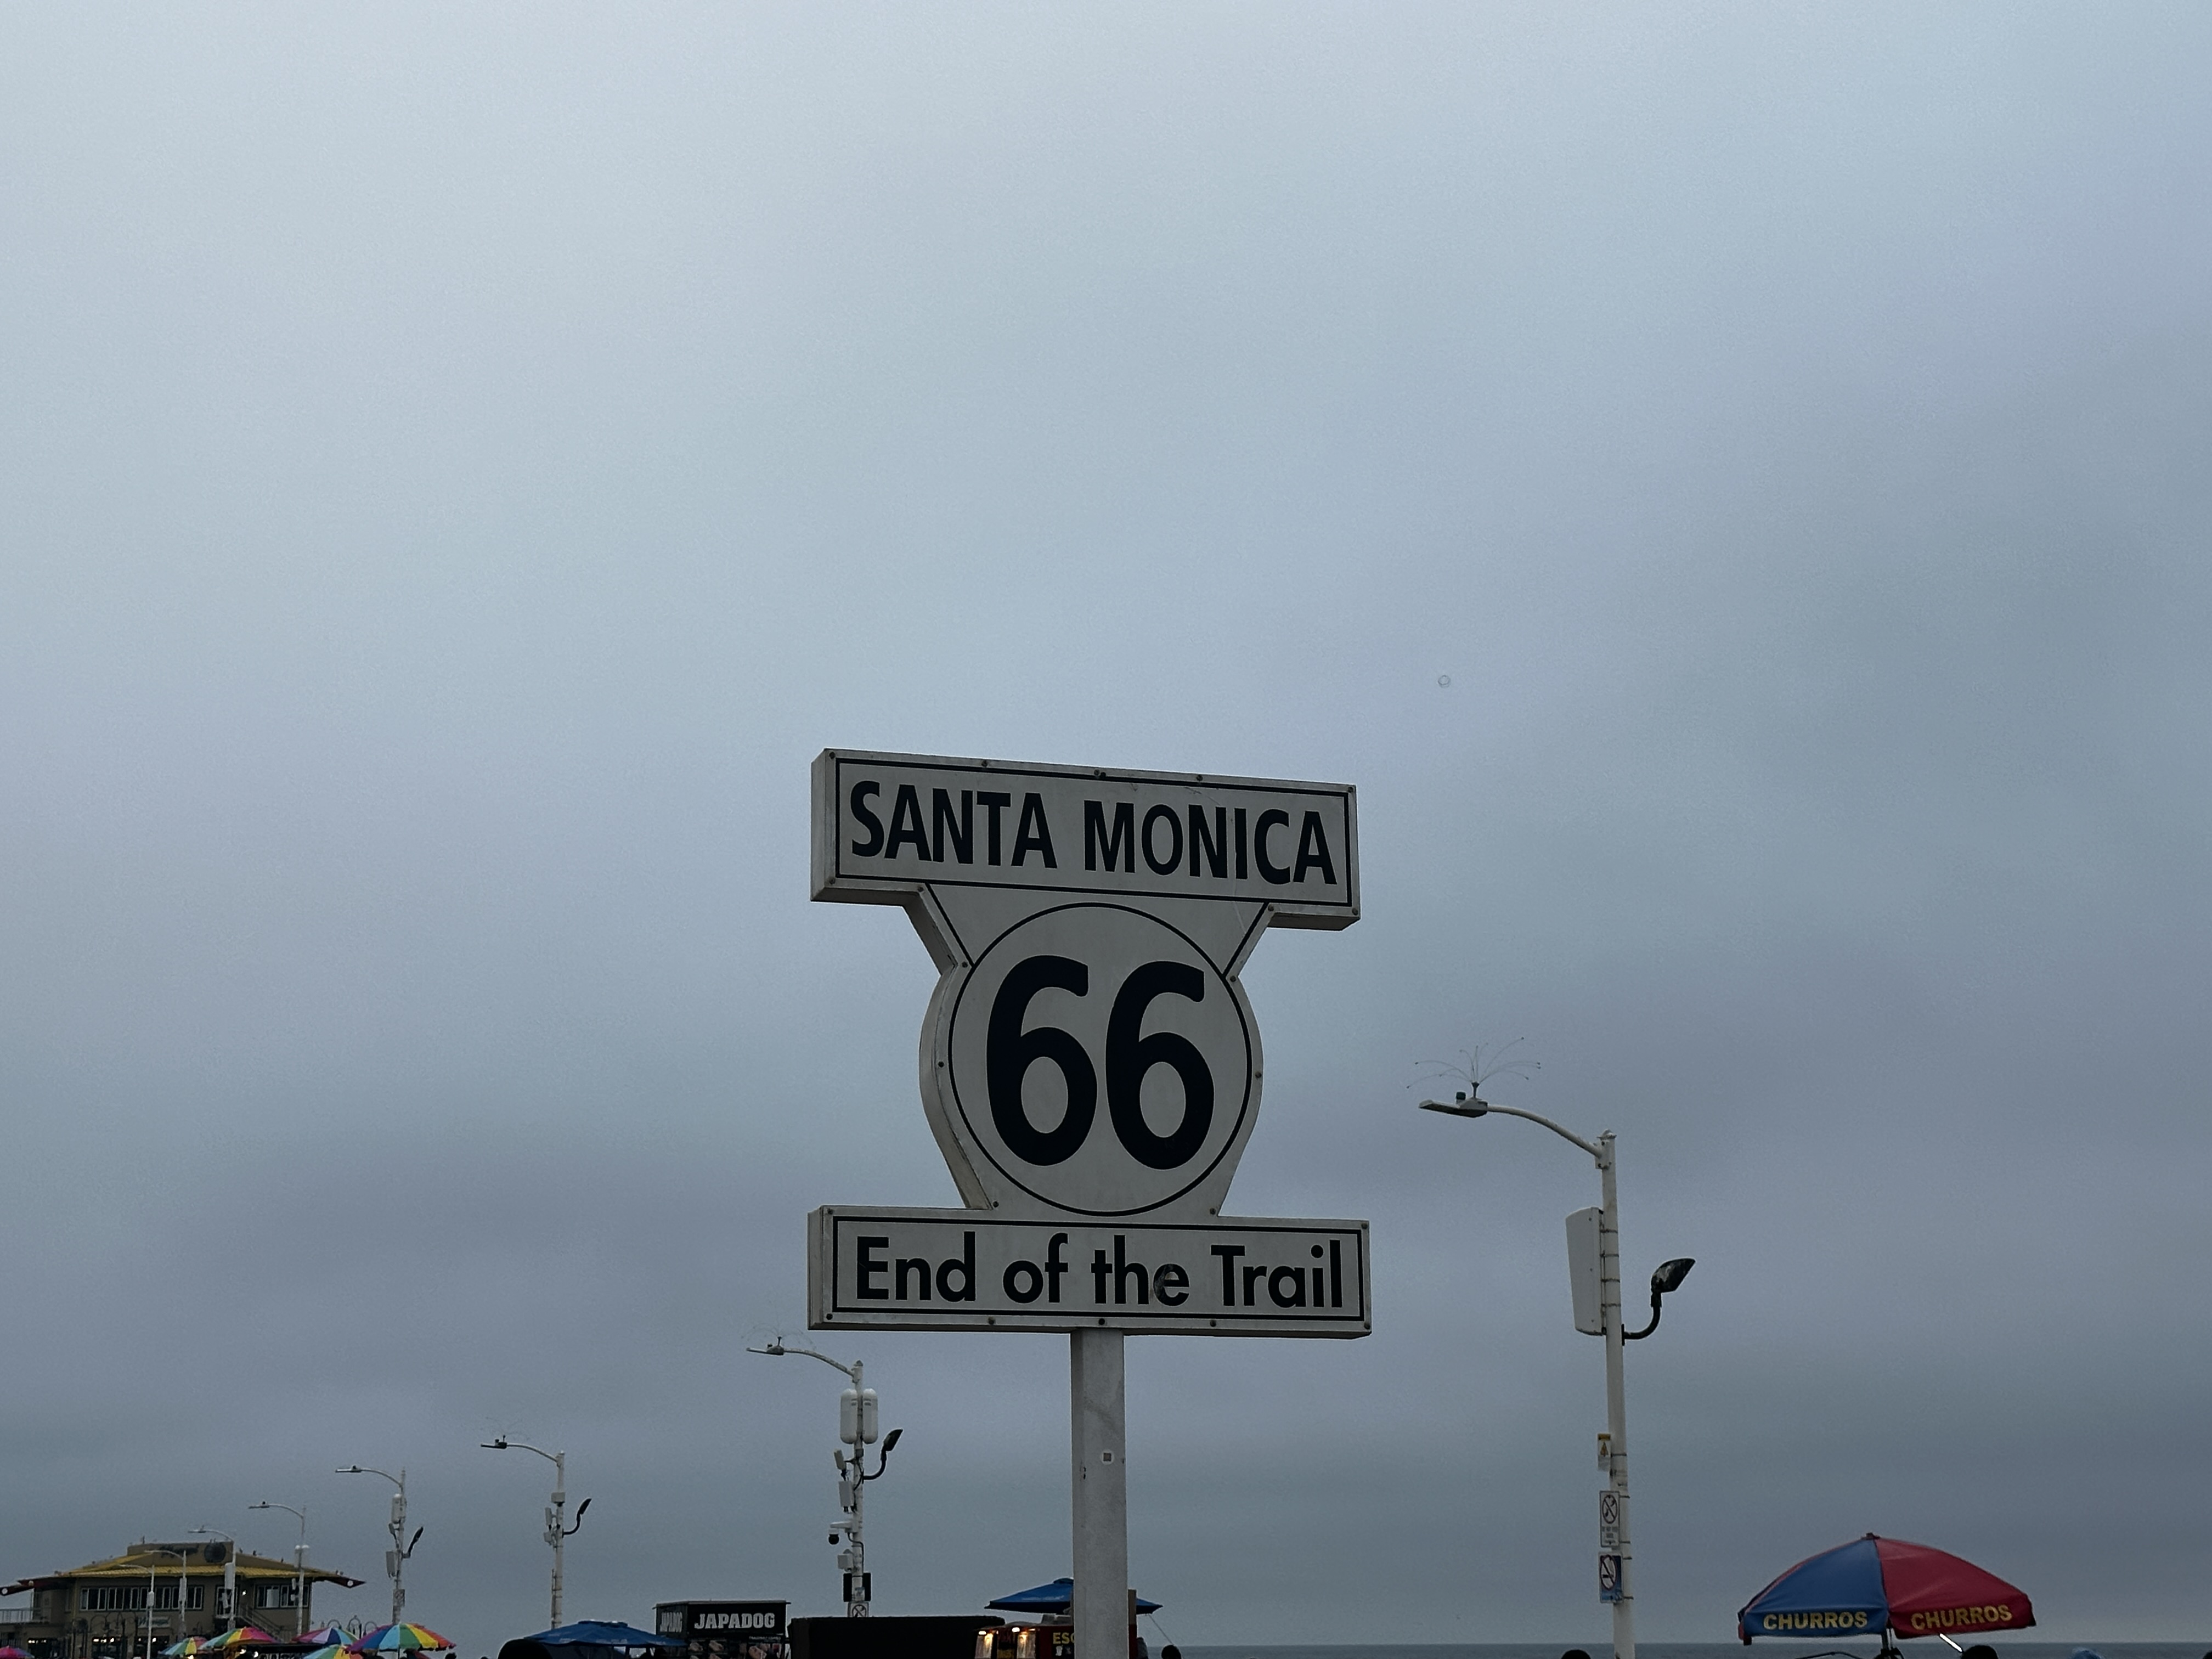 SANTA MONICA
66
End of the Trail
JAPADOG
CHURROS CHURROS